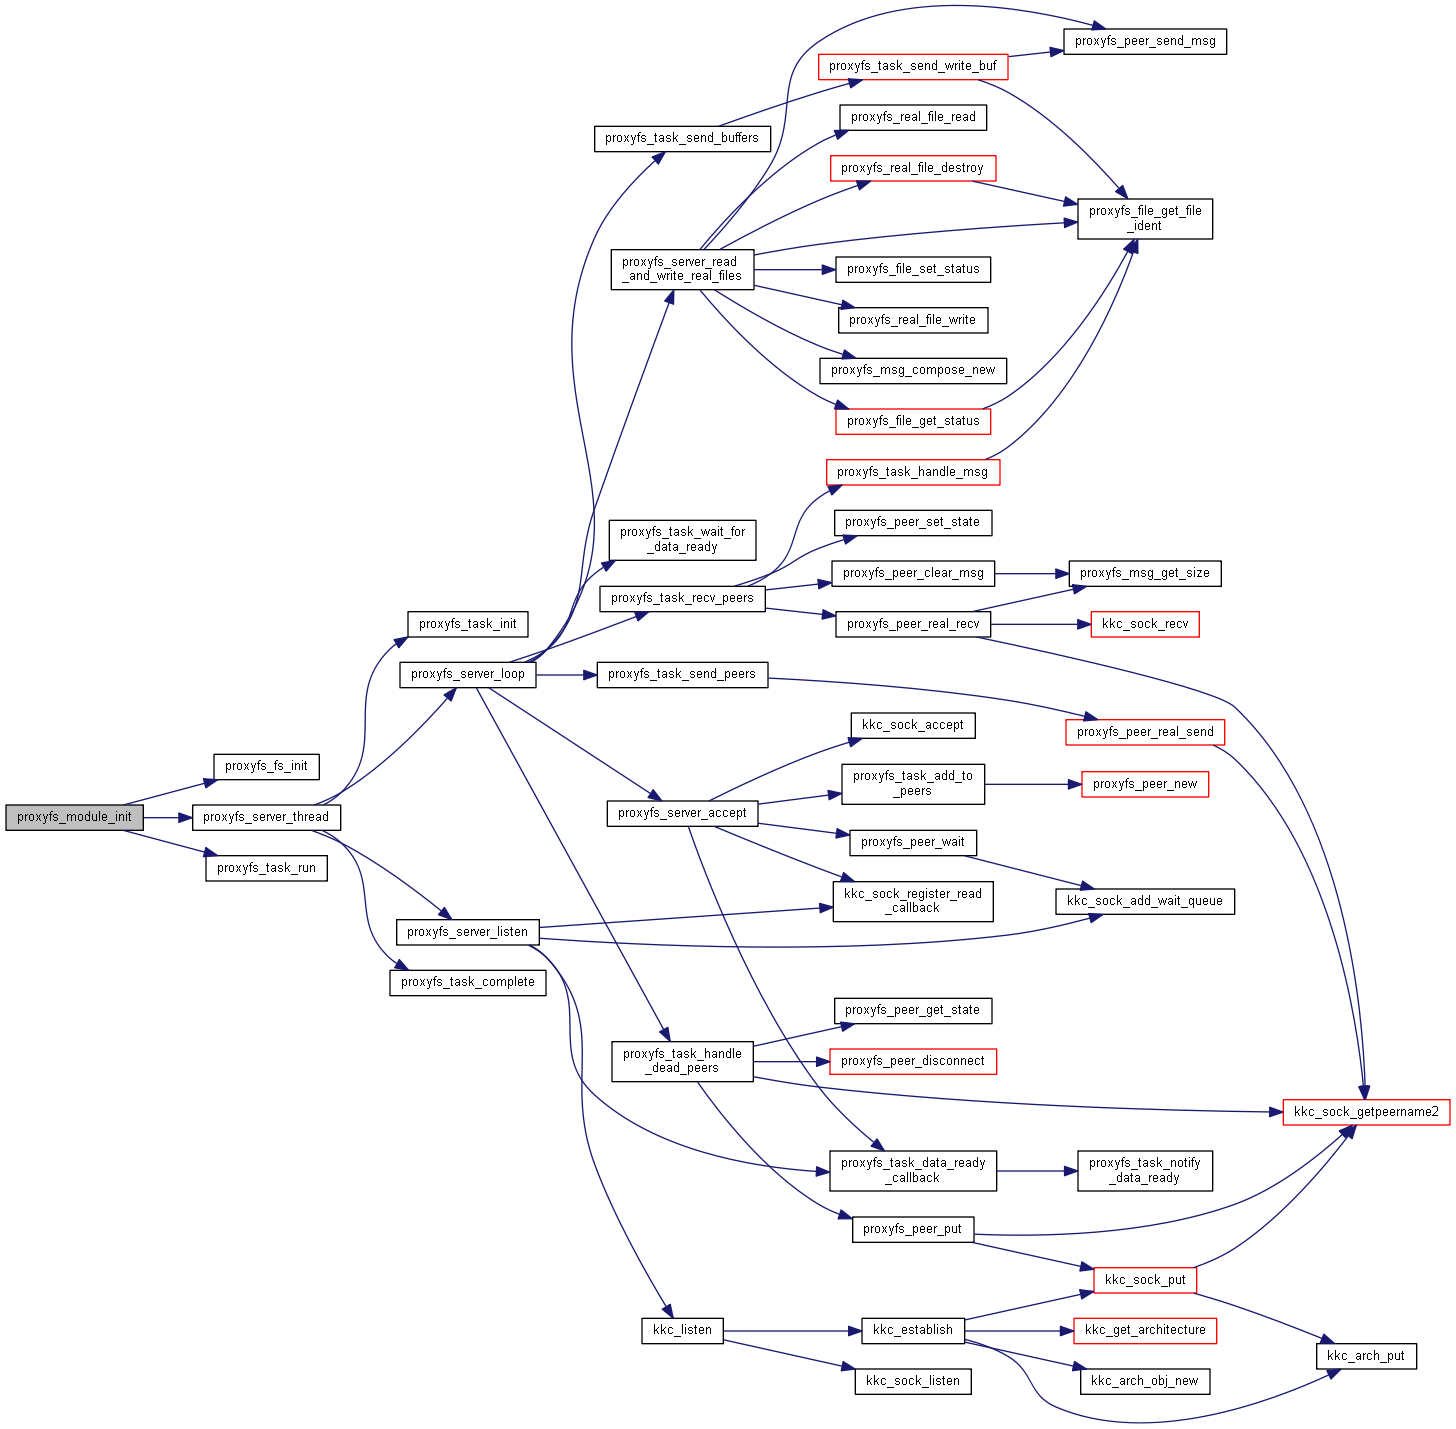 proxyfs_peer_send_msg
proxyfs_task_send_write_buf
proxyfs_real_file_read
proxyfs_task_send_buffers
proxyfs_real_file_destroy
proxyfs_file_get_file
_ident
proxyfs_server_read
_and_write_real_files
proxyfs_file_set_status
proxyfs_real_file_write
proxyfs_msg_compose_new
proxyfs_file_get_status
proxyfs_task_handle_msg
proxyfs_peer_set_state
proxyfs_task_wait_for
_data_ready
proxyfs_peer_clear_msg
proxyfs_msg_get_size
proxyfs_task_recv_peers
proxyfs_task_init
proxyfs_peer_real_recv
kkc_sock_recv
proxyfs_server_loop
proxyfs_task_send_peers
kkc_sock_accept
proxyfs_peer_real_send
proxyfs_fs_init
proxyfs_task_add_to
_peers
proxyfs_peer_new
proxyfs_module_init
proxyfs_server_thread
proxyfs_server_accept
proxyfs_peer_wait
proxyfs_task_run
kkc_sock_register_read
_callback
kkc_sock_add_wait_queue
proxyfs_server_listen
proxyfs_task_complete
proxyfs_peer_get_state
proxyfs_task_handle
_dead_peers
proxyfs_peer_disconnect
kkc_sock_getpeername2
proxyfs_task_data_ready
_callback
proxyfs_task_notify
_data_ready
proxyfs_peer_put
kkc_sock_put
kkc_listen
kkc_establish
kkc_get_architecture
kkc_arch_put
kkc_sock_listen
kkc_arch_obj_new